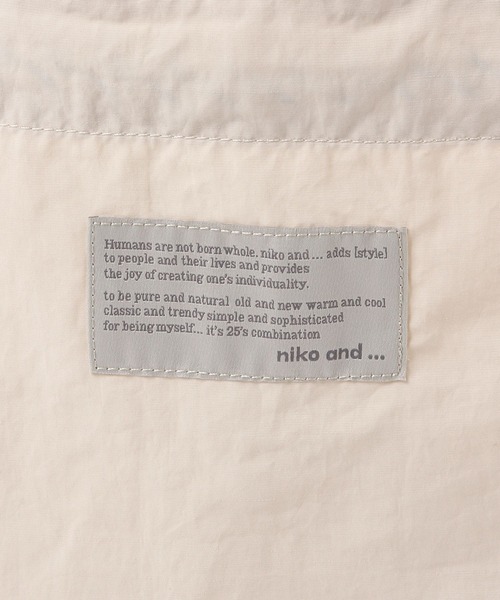 Humans are not born whole. niko and ... adds [style]
to people and their lives and provides
the joy of creating one's individuality.
to be pure and natural old and new warm and cool
classic and trendy simple and sophisticated
for being myself... it's 25's combination
niko and ...